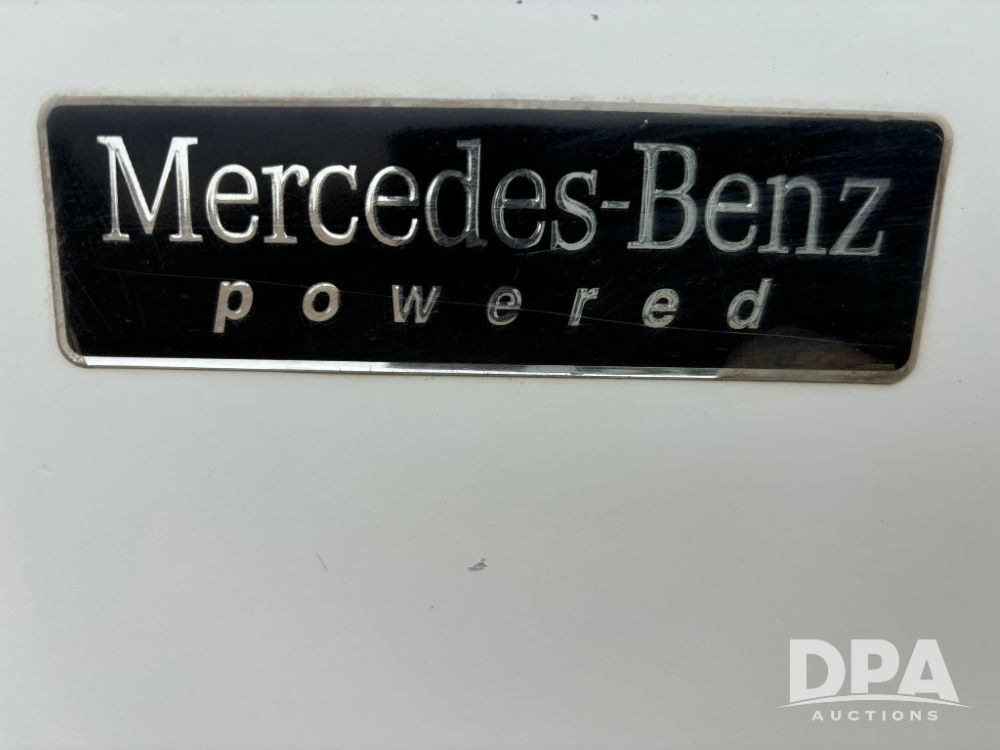 Mercedes-Benz
powered
DPA
AUCTIONS